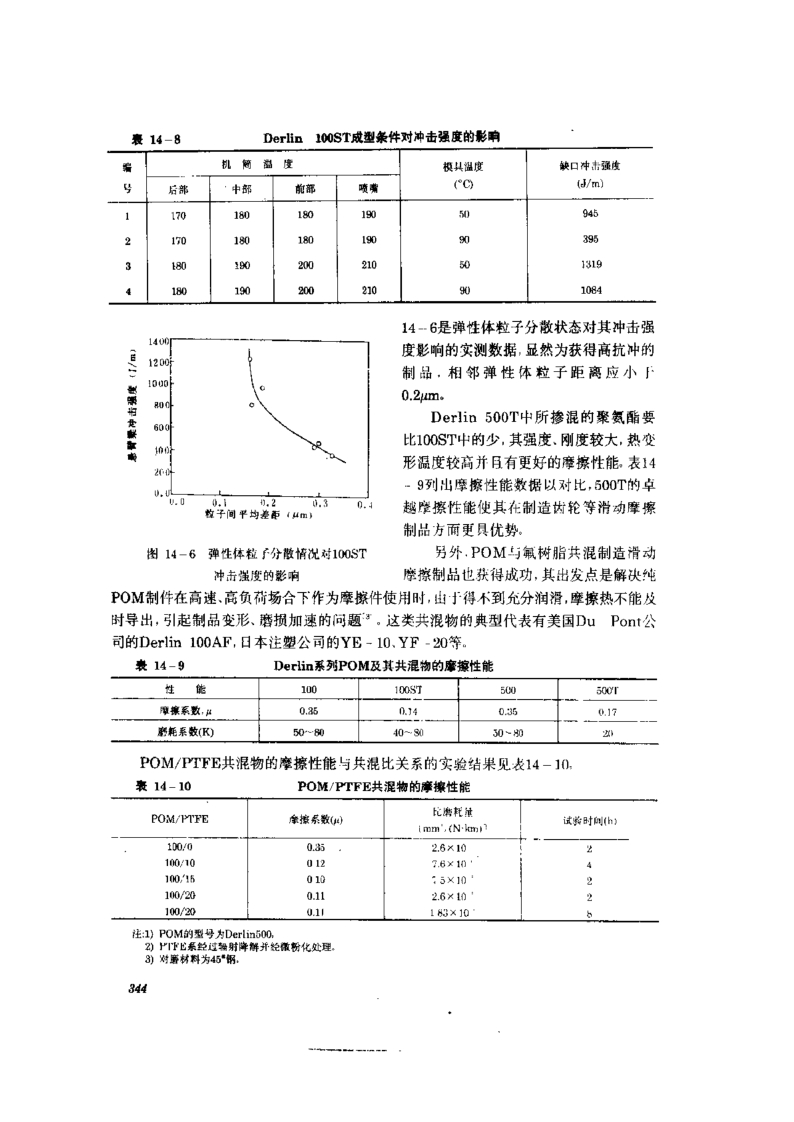 表 14-8 Derlin 100ST成型条件对冲击强度的影响
编号 机筒温度 模具温度 (°C) 缺口冲击强度 (J/m)
后部 中部 前部 喷嘴
1 170 180 180 190 50 945
2 170 180 180 190 90 395
3 180 190 200 210 50 1319
4 180 190 200 210 90 1084
14-6是弹性体粒子分散状态对其冲击强
度影响的实测数据,显然为获得高抗冲的
制品,相邻弹性体粒子距离应小于
0.2μm。
Derlin 500T中所掺混的聚氨酯要
比100ST中的少,其强度、刚度较大,热变
形温度较高并且有更好的摩擦性能。表14
-9列出摩擦性能数据以对比,500T的卓
越摩擦性能使其在制造齿轮等滑动摩擦
制品方面更具优势。
另外,POM与氟树脂共混制造滑动
摩擦制品也获得成功,其出发点是解决纯
悬臂梁冲击强度 (J/m)
1400
1200
1000
800
600
400
200
0.0
0.0 0.1 0.2 0.3 0.4
粒子间平均差距 (μm)
图 14-6 弹性体粒子分散情况对100ST
冲击强度的影响
POM制件在高速、高负荷场合下作为摩擦件使用时,由于得不到充分润滑,摩擦热不能及
时导出,引起制品变形、磨损加速的问题。这类共混物的典型代表有美国Du Pont公
司的Derlin 100AF,日本注塑公司的YE-10、YF-20等。
表 14-9 Derlin系列POM及其共混物的摩擦性能
性能 100 100ST 500 500T
摩擦系数,μ 0.35 0.14 0.35 0.17
磨耗系数(K) 50~80 40~80 50~80 20
POM/PTFE共混物的摩擦性能与共混比关系的实验结果见表14-10。
表 14-10 POM/PTFE共混物的摩擦性能
POM/PTFE 摩擦系数(μ) 比磨耗量 试验时间(h)
100/0 0.35 2.6×10 2
100/10 0.12 7.6×10 4
100/15 0.10 5×10 2
100/20 0.11 2.6×10 2
100/20 0.11 1.83×10 8
注:1) POM的型号为Derlin500,
2) PTFE系经过辐射降解并经微粉化处理。
3) 对磨材料为45#钢。
344